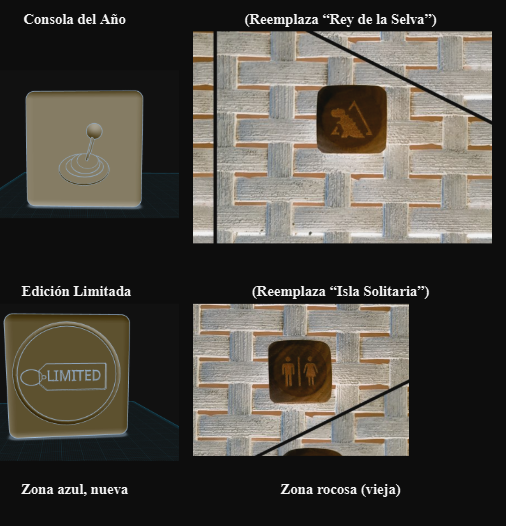 Consola del Año
(Reemplaza “Rey de la Selva”)
Edición Limitada
(Reemplaza “Isla Solitaria”)
LIMITED
Zona azul, nueva
Zona rocosa (vieja)